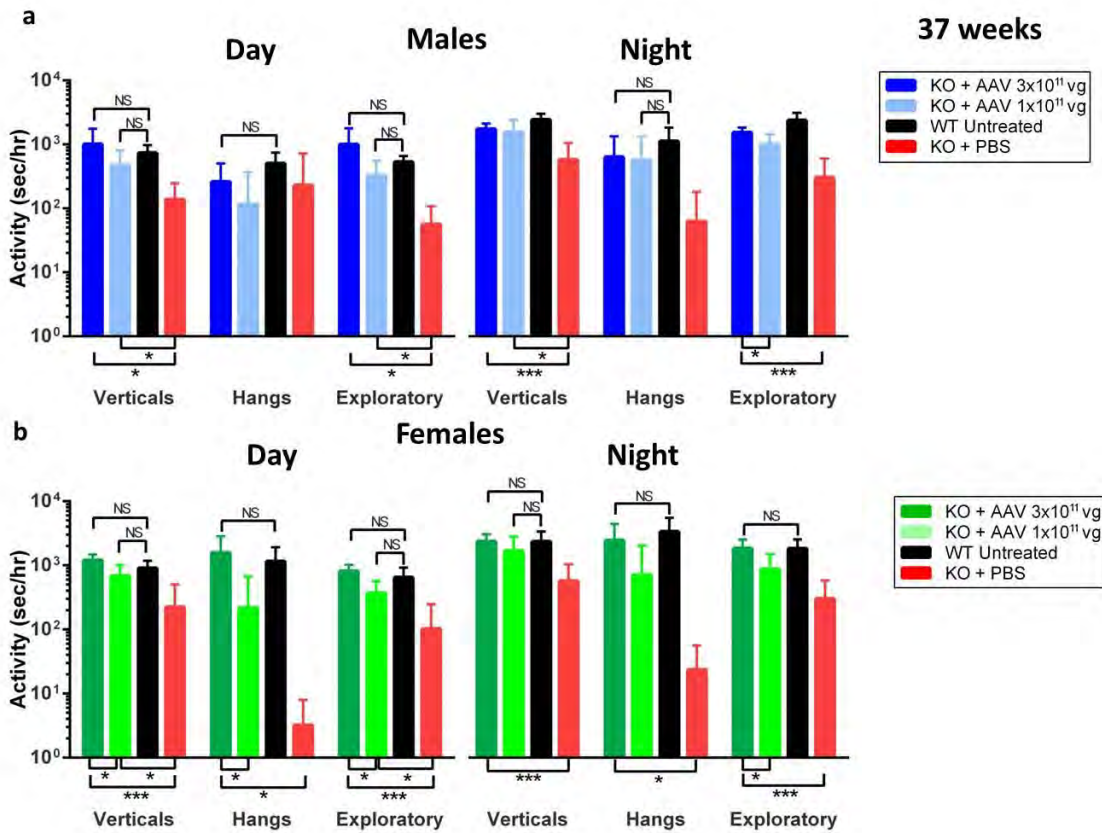 a
Males
37 weeks
Day
Night
KO + AAV 3x10¹¹ vg
KO + AAV 1x10¹¹ vg
WT Untreated
KO + PBS
Activity (sec/hr)
10⁴
10³
10²
10¹
10⁰
NS
NS
NS
NS
NS
NS
NS
*
*
*
*
*
***
*
***
Verticals
Hangs
Exploratory
Verticals
Hangs
Exploratory
b
Females
Day
Night
KO + AAV 3x10¹¹ vg
KO + AAV 1x10¹¹ vg
WT Untreated
KO + PBS
Activity (sec/hr)
10⁴
10³
10²
10¹
10⁰
NS
NS
NS
NS
NS
NS
NS
NS
NS
*
*
***
*
*
*
*
***
***
*
*
***
Verticals
Hangs
Exploratory
Verticals
Hangs
Exploratory